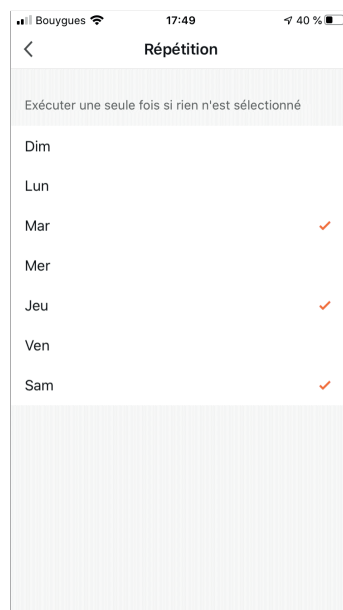 Bouygues 17:49 40 %
Répétition
Exécuter une seule fois si rien n'est sélectionné
Dim
Lun
Mar
Mer
Jeu
Ven
Sam